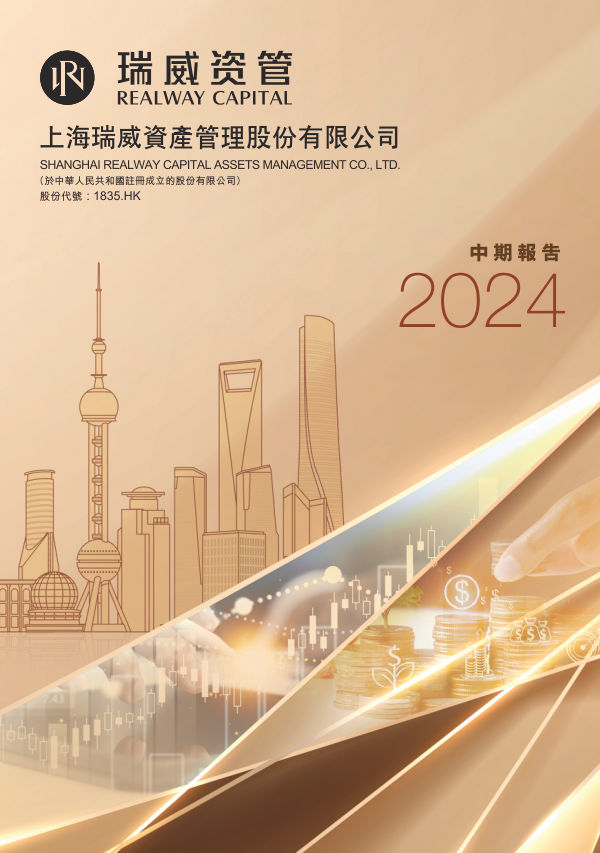 瑞威资管
REALWAY CAPITAL
上海瑞威資產管理股份有限公司
SHANGHAI REALWAY CAPITAL ASSETS MANAGEMENT CO., LTD.
（於中華人民共和國註冊成立的股份有限公司）
股份代號：1835.HK
中期報告
2024